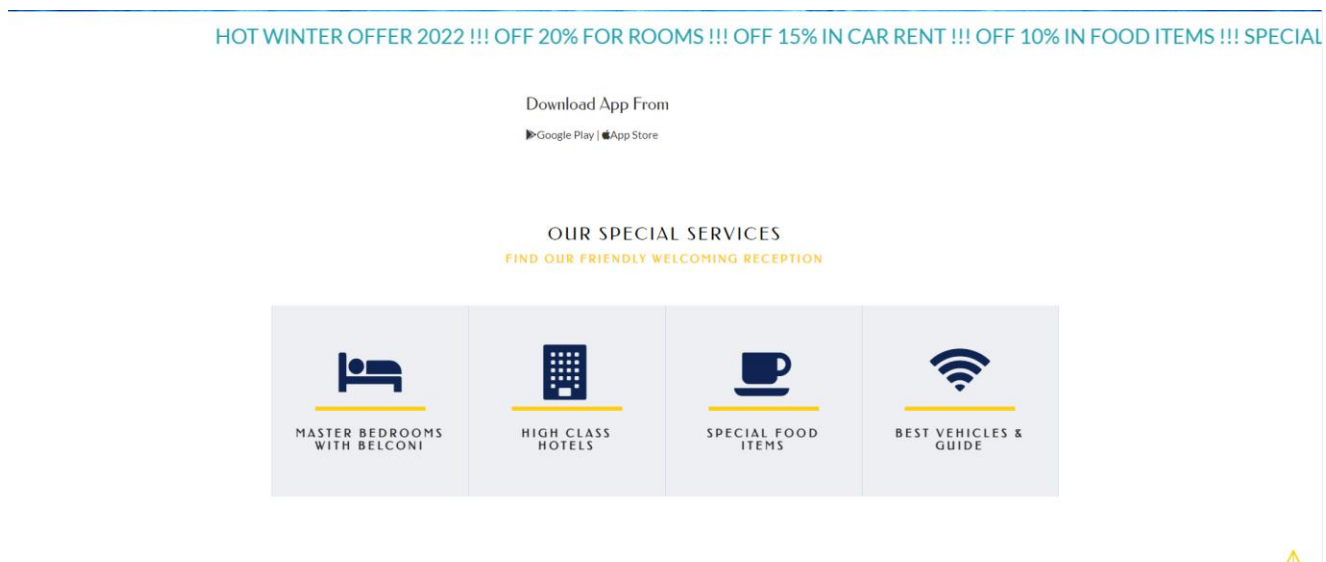 HOT WINTER OFFER 2022 !!! OFF 20% FOR ROOMS !!! OFF 15% IN CAR RENT !!! OFF 10% IN FOOD ITEMS !!! SPECIAL
Download App From
Google Play | App Store
OUR SPECIAL SERVICES
FIND OUR FRIENDLY WELCOMING RECEPTION
MASTER BEDROOMS
WITH BELCONI
HIGH CLASS
HOTELS
SPECIAL FOOD
ITEMS
BEST VEHICLES &
GUIDE